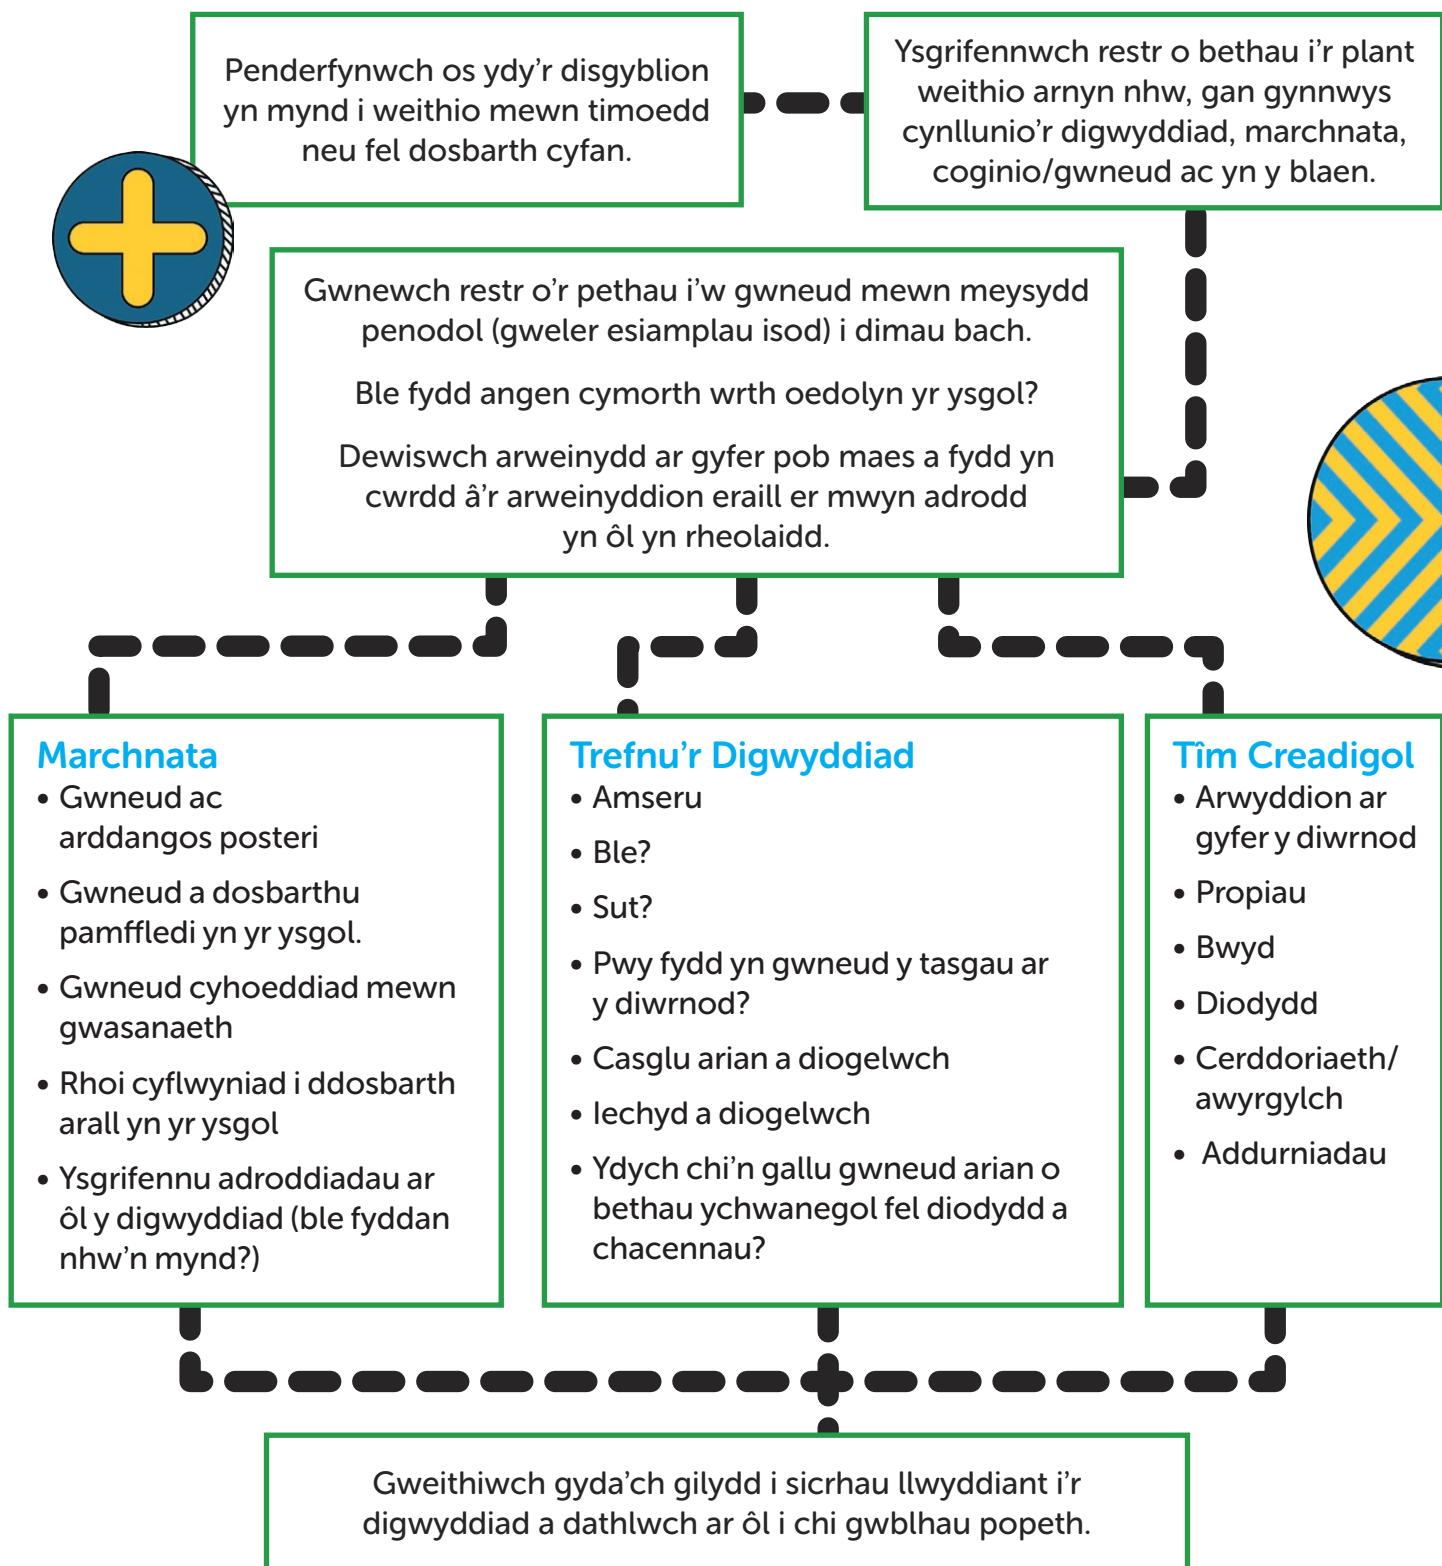 Penderfynwch os ydy'r disgyblion
yn mynd i weithio mewn timoedd
neu fel dosbarth cyfan.
Ysgrifennwch restr o bethau i'r plant
weithio arnyn nhw, gan gynnwys
cynllunio'r digwyddiad, marchnata,
coginio/gwneud ac yn y blaen.
Gwnewch restr o'r pethau i'w gwneud mewn meysydd
penodol (gweler esiamplau isod) i dimau bach.
Ble fydd angen cymorth wrth oedolyn yr ysgol?
Dewiswch arweinydd ar gyfer pob maes a fydd yn
cwrdd â'r arweinyddion eraill er mwyn adrodd
yn ôl yn rheolaidd.
Marchnata
• Gwneud ac
arddangos posteri
• Gwneud a dosbarthu
pamffledi yn yr ysgol.
• Gwneud cyhoeddiad mewn
gwasanaeth
• Rhoi cyflwyniad i ddosbarth
arall yn yr ysgol
• Ysgrifennu adroddiadau ar
ôl y digwyddiad (ble fyddan
nhw'n mynd?)
Trefnu'r Digwyddiad
• Amseru
• Ble?
• Sut?
• Pwy fydd yn gwneud y tasgau ar
y diwrnod?
• Casglu arian a diogelwch
• Iechyd a diogelwch
• Ydych chi'n gallu gwneud arian o
bethau ychwanegol fel diodydd a
chacennau?
Tîm Creadigol
• Arwyddion ar
gyfer y diwrnod
• Propiau
• Bwyd
• Diodydd
• Cerddoriaeth/
awyrgylch
• Addurniadau
Gweithiwch gyda'ch gilydd i sicrhau llwyddiant i'r
digwyddiad a dathlwch ar ôl i chi gwblhau popeth.